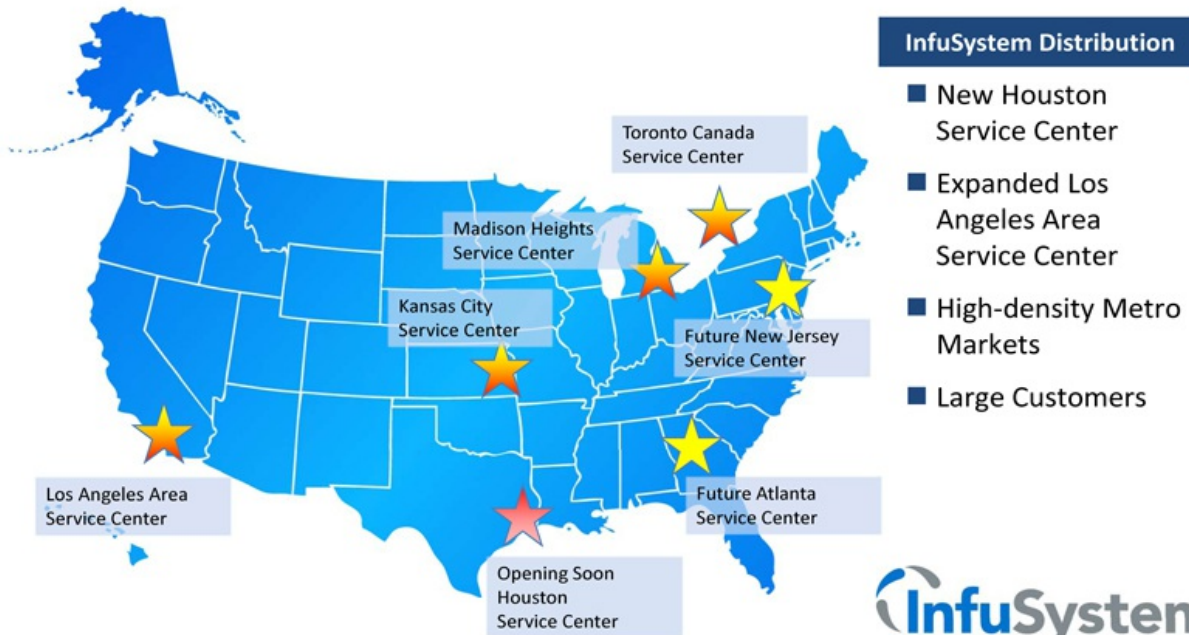 InfuSystem Distribution
New Houston
Service Center
Expanded Los
Angeles Area
Service Center
High-density Metro
Markets
Large Customers
Toronto Canada
Service Center
Madison Heights
Service Center
Kansas City
Service Center
Future New Jersey
Service Center
Los Angeles Area
Service Center
Future Atlanta
Service Center
Opening Soon
Houston
Service Center
InfuSystem